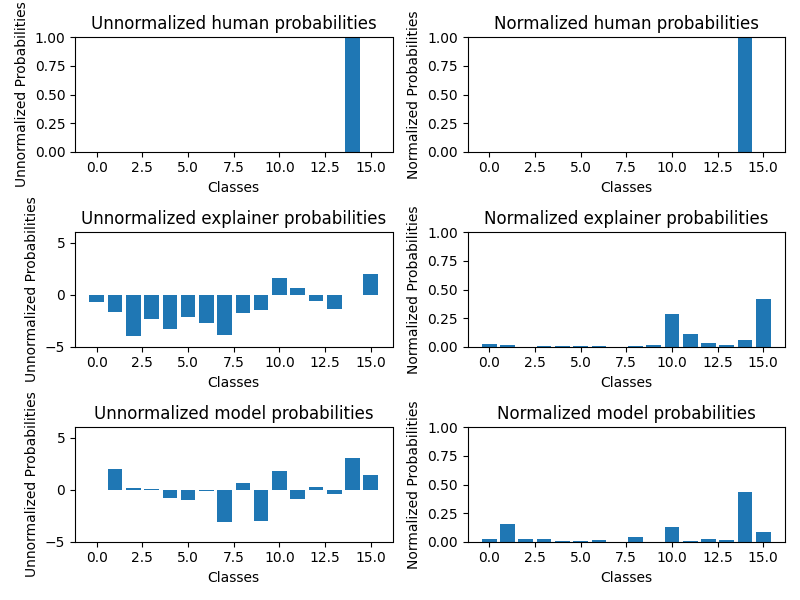 Unnormalized human probabilities
Unnormalized Probabilities
1.00
0.75
0.50
0.25
0.00
0.0 2.5 5.0 7.5 10.0 12.5 15.0
Classes
Normalized human probabilities
Normalized Probabilities
1.00
0.75
0.50
0.25
0.00
0.0 2.5 5.0 7.5 10.0 12.5 15.0
Classes
Unnormalized explainer probabilities
Unnormalized Probabilities
5
0
−5
0.0 2.5 5.0 7.5 10.0 12.5 15.0
Classes
Normalized explainer probabilities
Normalized Probabilities
1.00
0.75
0.50
0.25
0.00
0.0 2.5 5.0 7.5 10.0 12.5 15.0
Classes
Unnormalized model probabilities
Unnormalized Probabilities
5
0
−5
0.0 2.5 5.0 7.5 10.0 12.5 15.0
Classes
Normalized model probabilities
Normalized Probabilities
1.00
0.75
0.50
0.25
0.00
0.0 2.5 5.0 7.5 10.0 12.5 15.0
Classes